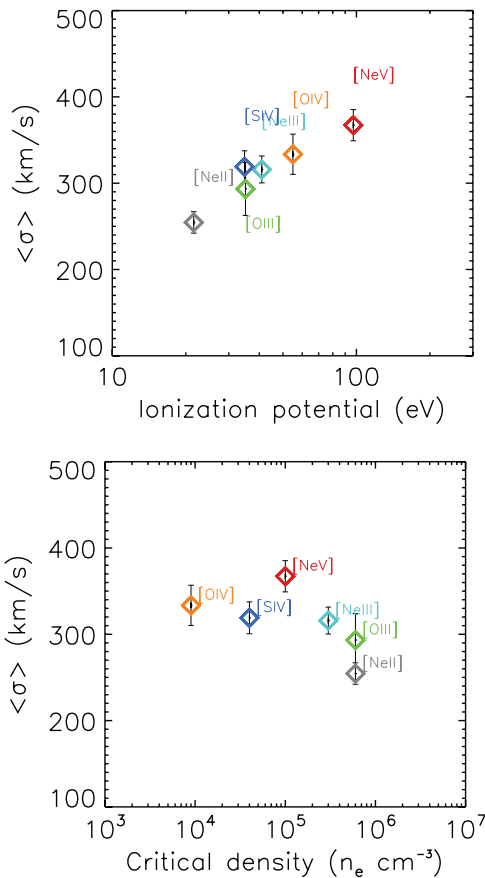 500
[NeV]
400
[OIV]
[SIV]
[NeIII]
[NeII]
300
[OIII]
200
100
<σ> (km/s)
10
100
Ionization potential (eV)
500
400
[NeV]
[OIV]
[SIV]
[NeIII]
[OIII]
300
[NeII]
200
100
<σ> (km/s)
10³
10⁴
10⁵
10⁶
10⁷
Critical density (nₑ cm⁻³)